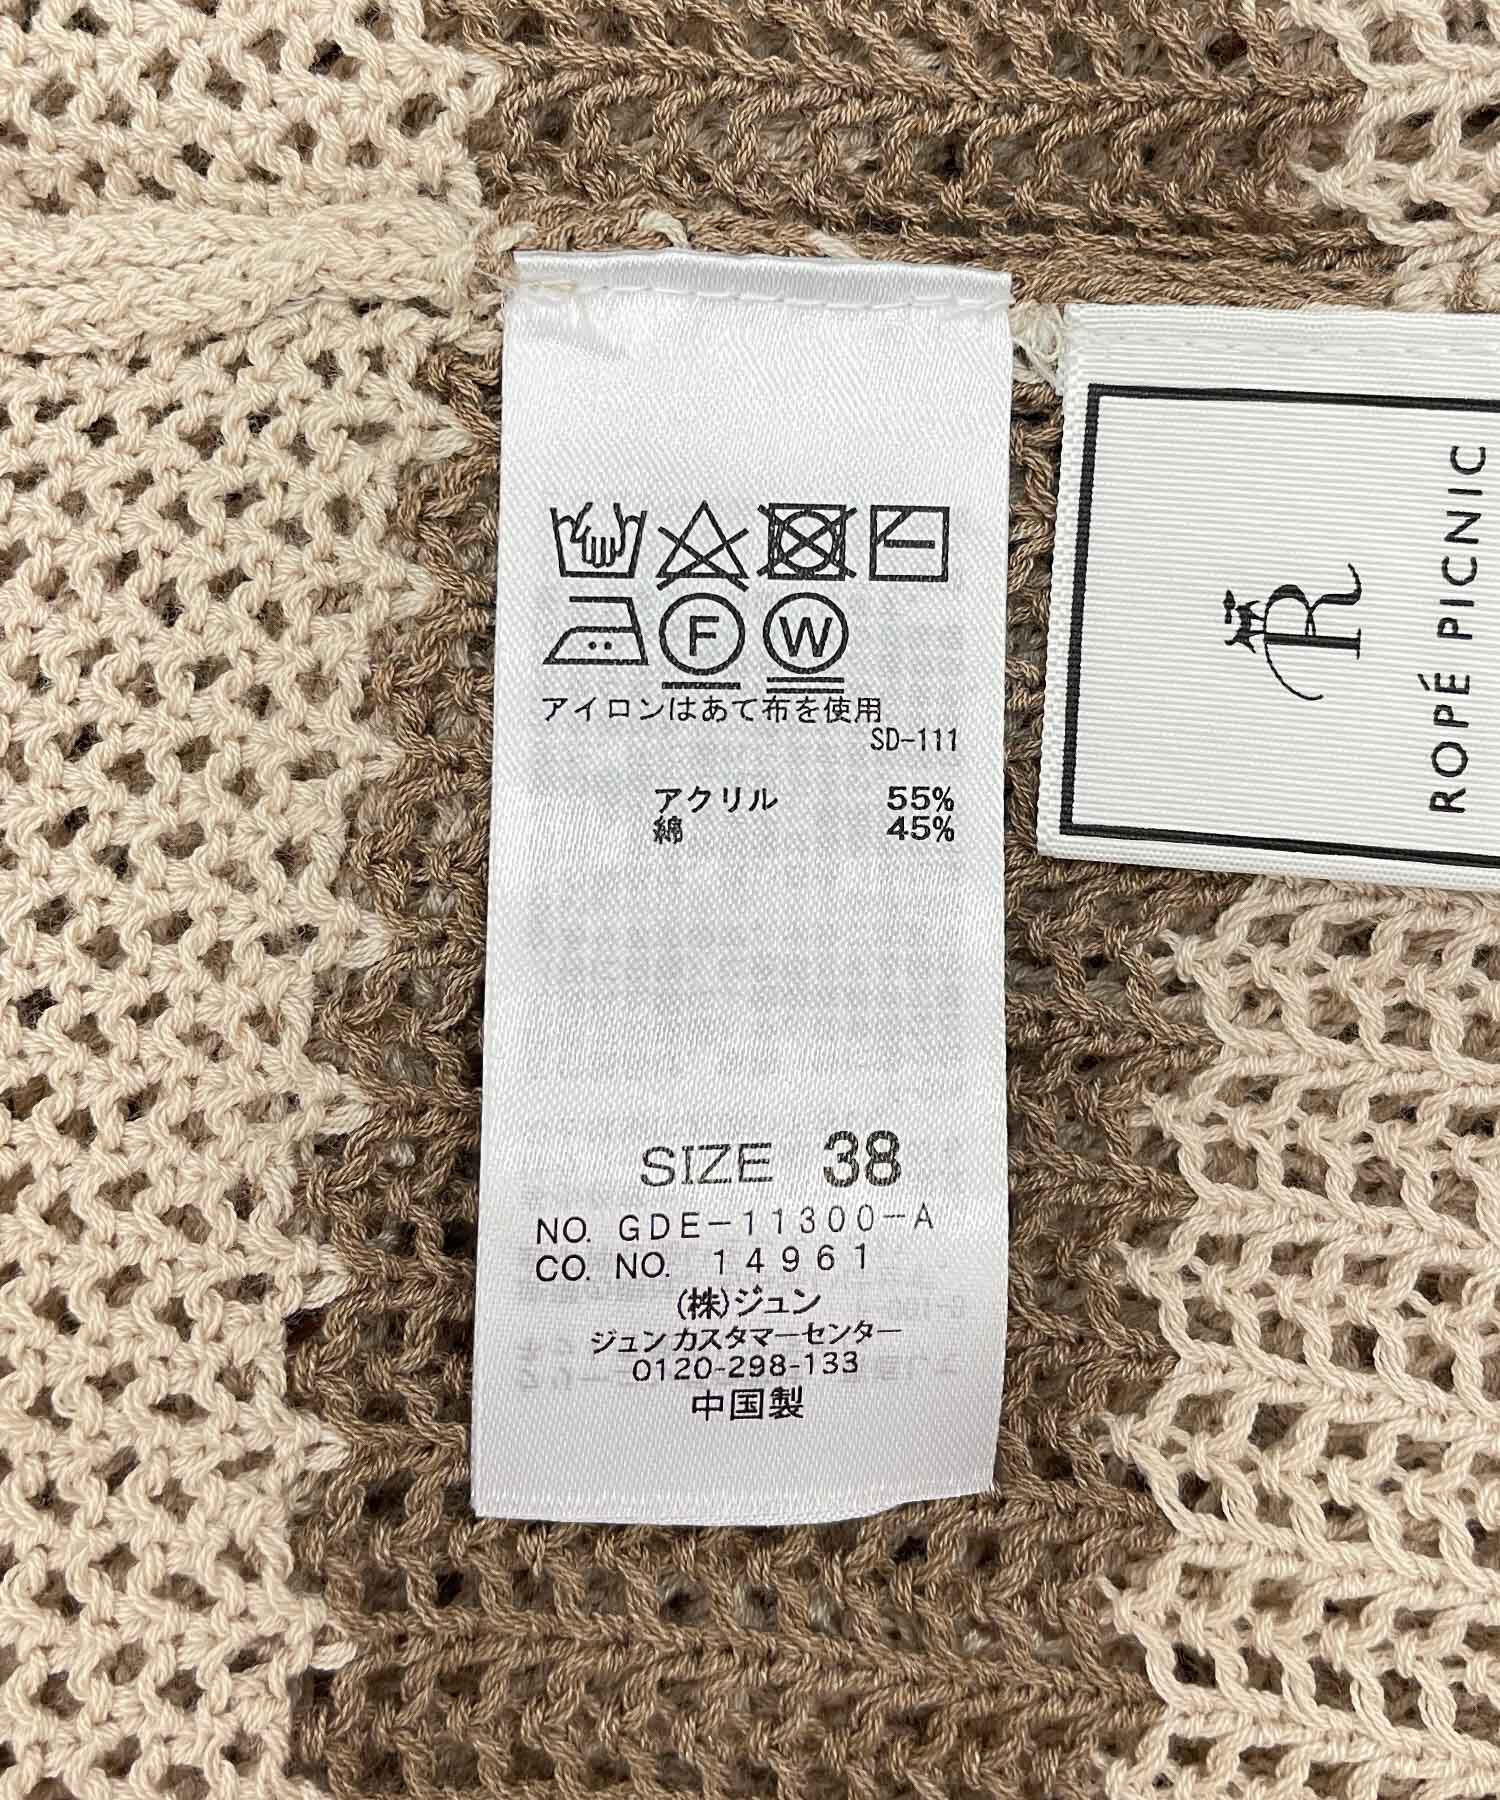 F W
アイロンはあて布を使用
SD-111
アクリル 55%
綿 45%
SIZE 38
NO. GDE-11300-A
CO. NO. 14961
(株)ジュン
ジュンカスタマーセンター
0120-298-133
中国製
R
ROPÉ PICNIC